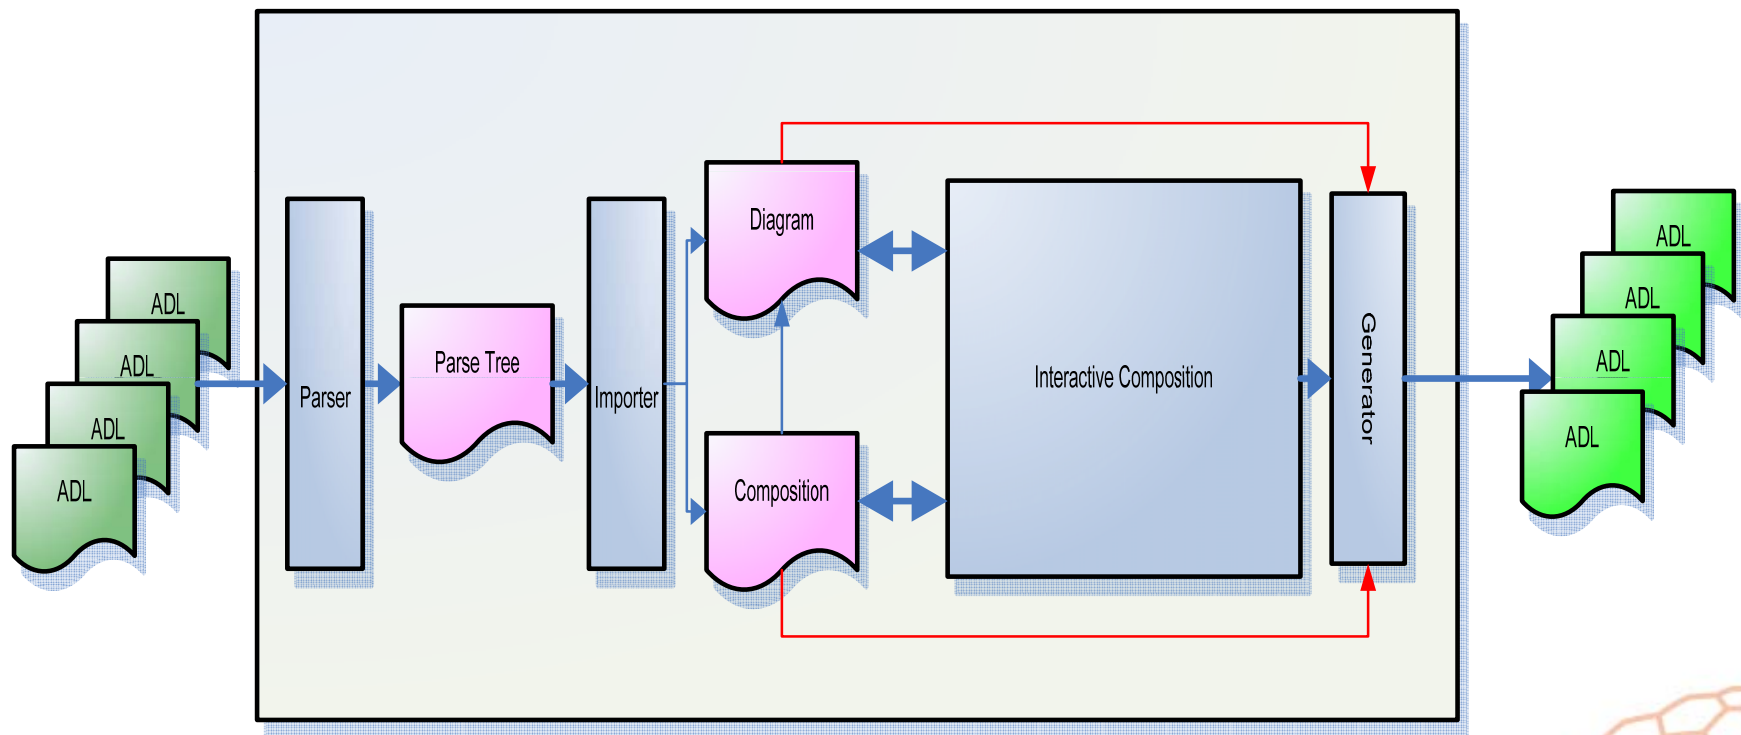 ADL
ADL
ADL
ADL
Parser
Parse Tree
Importer
Diagram
Composition
Interactive Composition
Generator
ADL
ADL
ADL
ADL